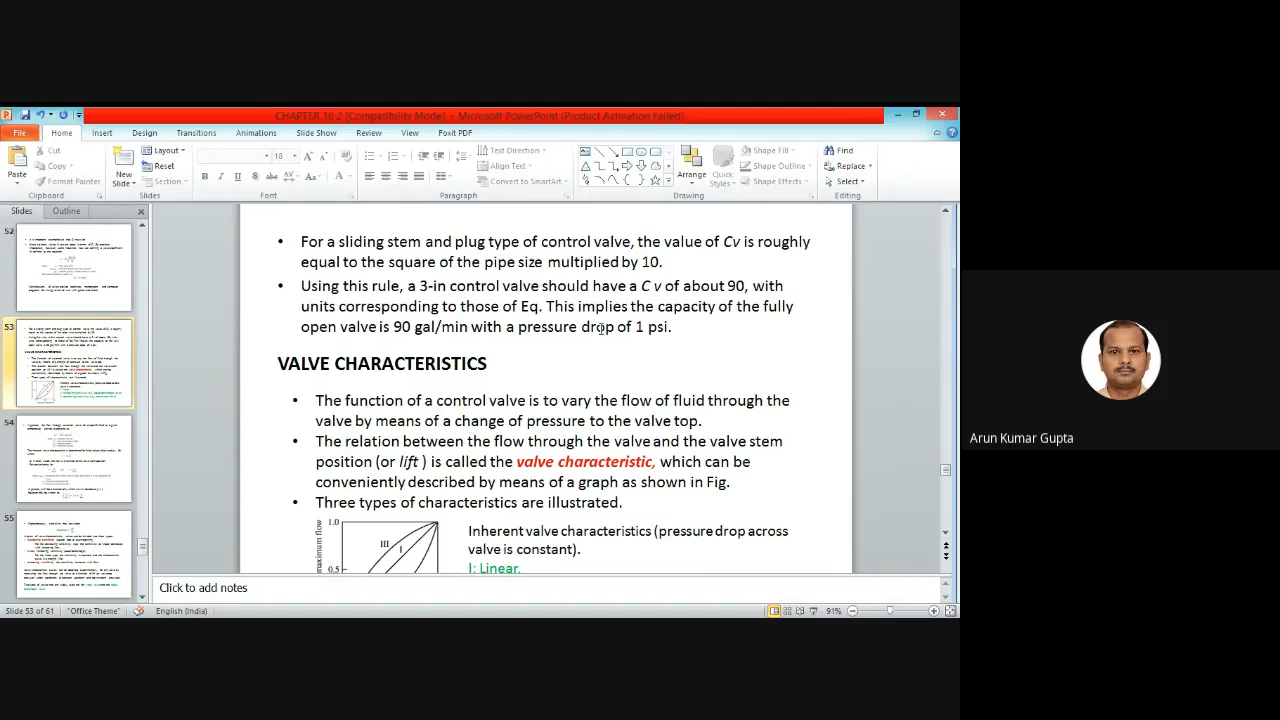 CHAPTER 16 2 [Compatibility Mode] - Microsoft PowerPoint (Product Activation Failed)
File Home Insert Design Transitions Animations Slide Show Review View Foxit PDF
Cut
Copy
Format Painter
Paste
Clipboard
New
Slide
Layout
Reset
Section
Slides
18
Font
Text Direction
Align Text
Convert to SmartArt
Paragraph
Arrange
Quick
Styles
Shape Fill
Shape Outline
Shape Effects
Drawing
Find
Replace
Select
Editing
Slides Outline
52
53
54
55
• For a sliding stem and plug type of control valve, the value of Cv is roughly
equal to the square of the pipe size multiplied by 10.
• Using this rule, a 3-in control valve should have a C v of about 90, with
units corresponding to those of Eq. This implies the capacity of the fully
open valve is 90 gal/min with a pressure drop of 1 psi.
VALVE CHARACTERISTICS
• The function of a control valve is to vary the flow of fluid through the
valve by means of a change of pressure to the valve top.
• The relation between the flow through the valve and the valve stem
position (or lift ) is called the valve characteristic, which can be
conveniently described by means of a graph as shown in Fig.
• Three types of characteristics are illustrated.
maximum flow
1.0
0.5
III
I
Inherent valve characteristics (pressure drop across
valve is constant).
I: Linear.
Click to add notes
Slide 53 of 61 "Office Theme" English (India) 91%
Arun Kumar Gupta